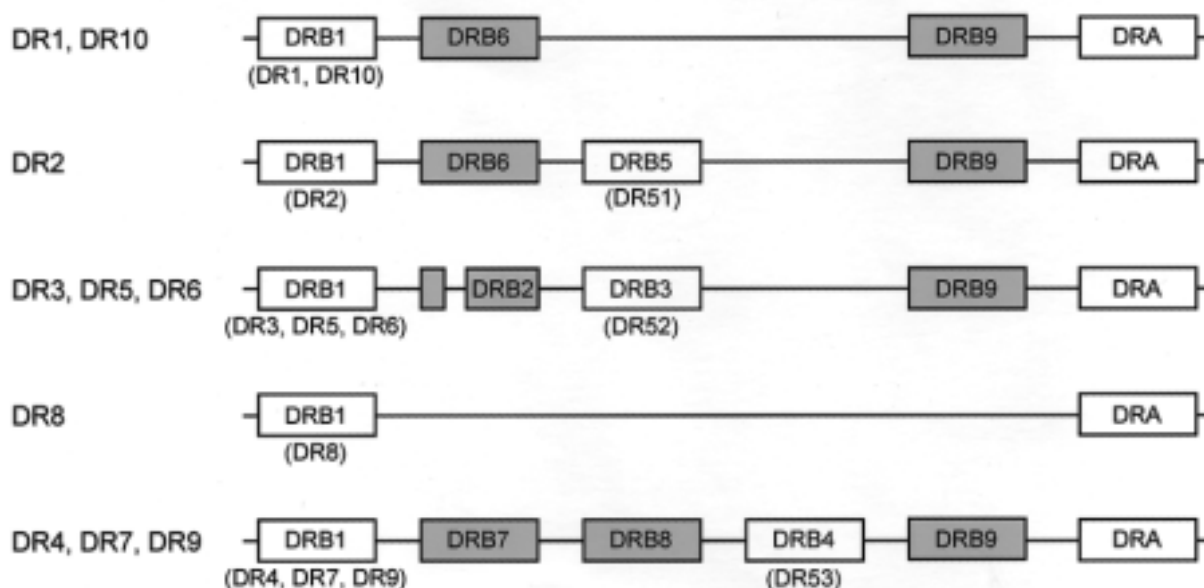 DR1, DR10 DRB1 DRB6 DRB9 DRA
(DR1, DR10)
DR2 DRB1 DRB6 DRB5 DRB9 DRA
(DR2) (DR51)
DR3, DR5, DR6 DRB1 DRB2 DRB3 DRB9 DRA
(DR3, DR5, DR6) (DR52)
DR8 DRB1 DRA
(DR8)
DR4, DR7, DR9 DRB1 DRB7 DRB8 DRB4 DRB9 DRA
(DR4, DR7, DR9) (DR53)